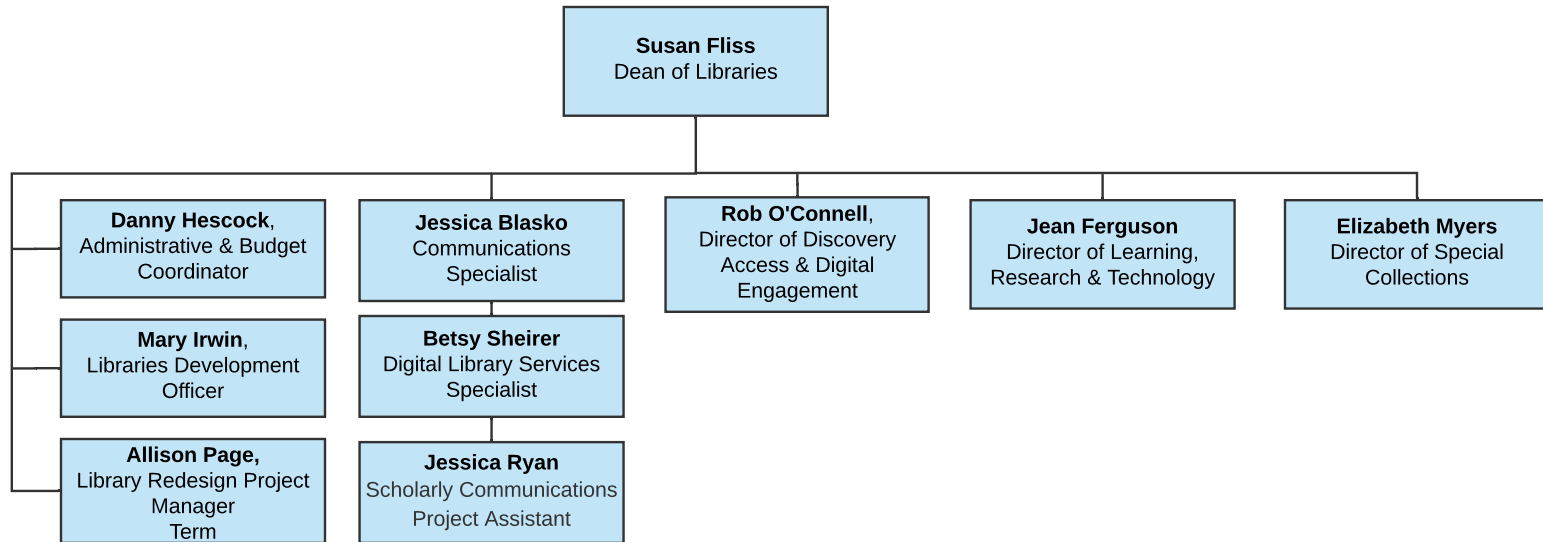 Susan Fliss
Dean of Libraries
Danny Hescock,
Administrative & Budget
Coordinator
Jessica Blasko
Communications
Specialist
Rob O'Connell,
Director of Discovery
Access & Digital
Engagement
Jean Ferguson
Director of Learning,
Research & Technology
Elizabeth Myers
Director of Special
Collections
Mary Irwin,
Libraries Development
Officer
Betsy Sheirer
Digital Library Services
Specialist
Allison Page,
Library Redesign Project
Manager
Term
Jessica Ryan
Scholarly Communications
Project Assistant